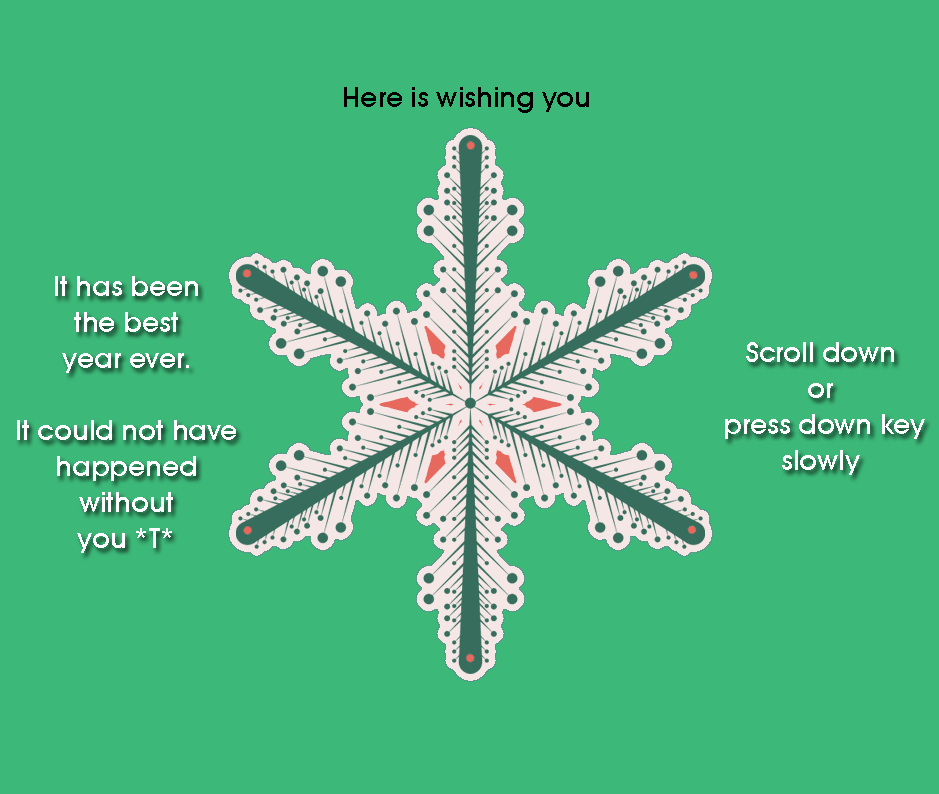 Here is wishing you
It has been
the best
year ever.
It could not have
happened
without
you *T*
Scroll down
or
press down key
slowly